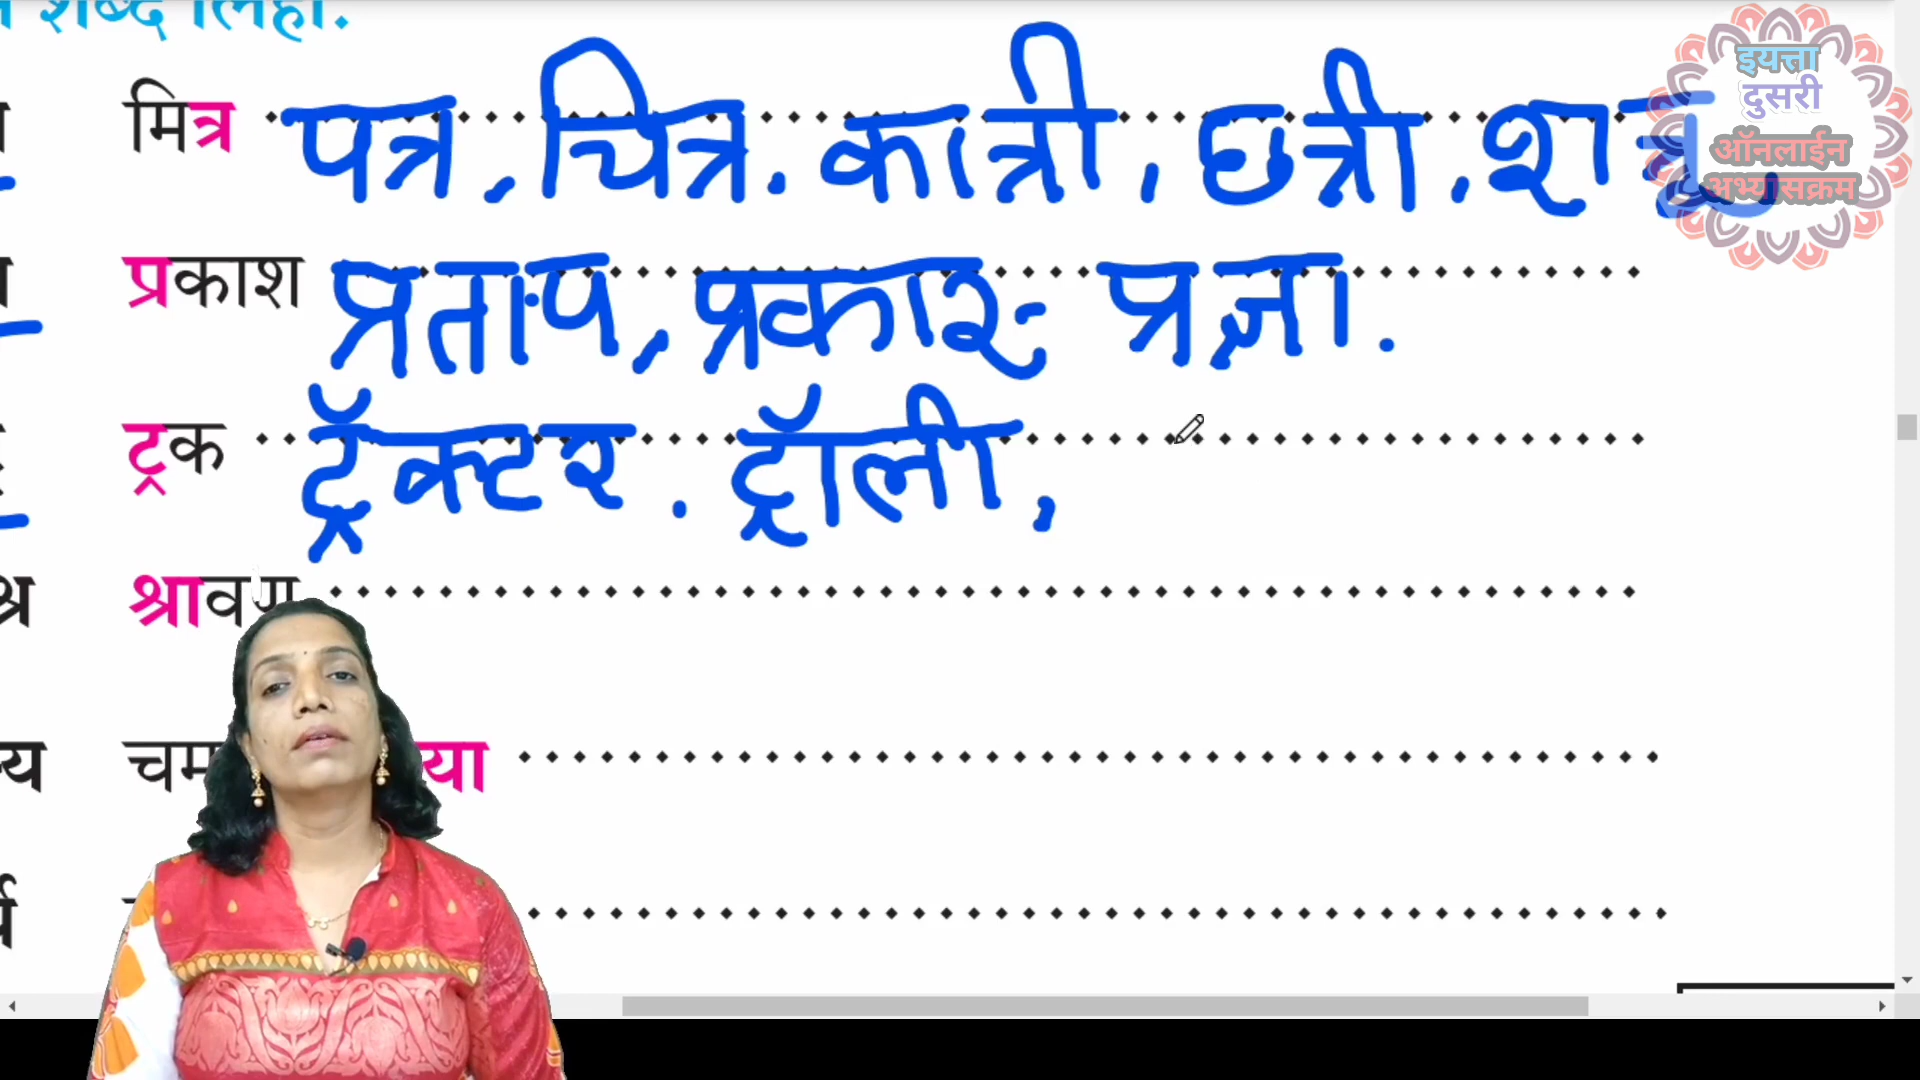 शब्द लिहा.
मित्र पत्र, चित्र. कात्री, छत्री, शत्रू
प्रकाश प्रताप, प्रकाश प्रज्ञा.
ट्रक ट्रॅक्टर. ट्रॉली,
श्र श्रावण
चम या
इयत्ता
दुसरी
ऑनलाईन
अभ्यासक्रम